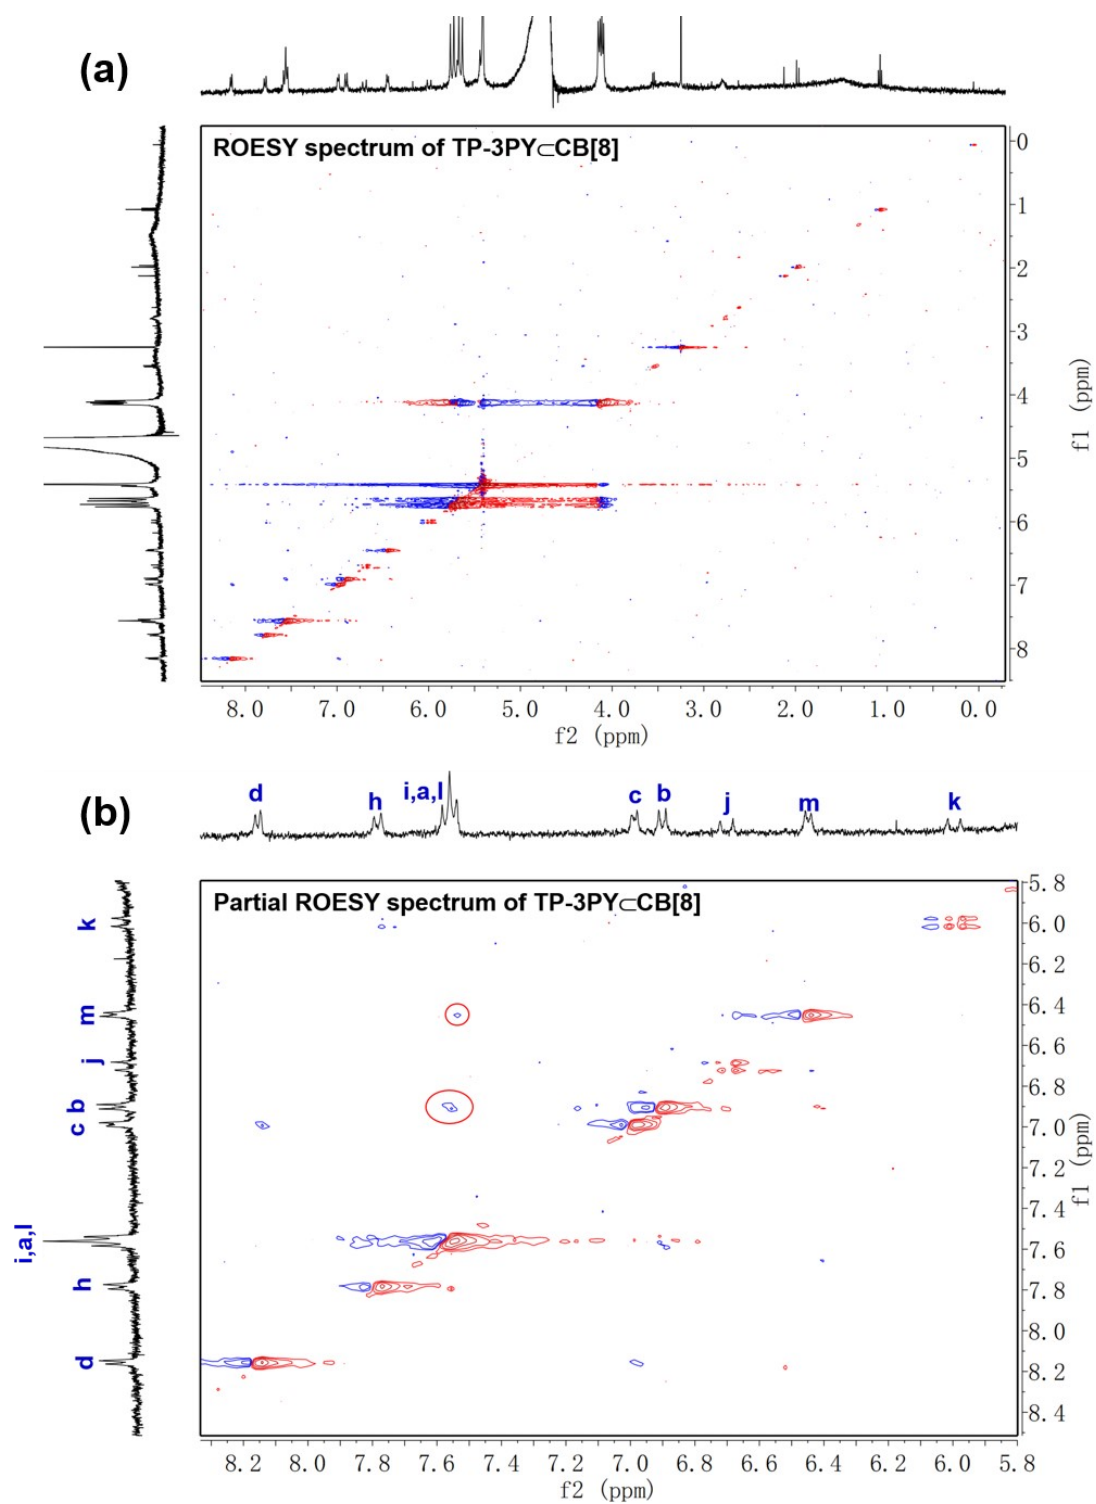 (a)
ROESY spectrum of TP-3PY⊂CB[8]
0
1
2
3
4
5
6
7
8
f1 (ppm)
8.0 7.0 6.0 5.0 4.0 3.0 2.0 1.0 0.0
f2 (ppm)
(b)
d h i,a,l c b j m k
Partial ROESY spectrum of TP-3PY⊂CB[8]
k
m
j
c b
i,a,l
h
d
5.8
6.0
6.2
6.4
6.6
6.8
7.0
7.2
7.4
7.6
7.8
8.0
8.2
8.4
f1 (ppm)
8.2 8.0 7.8 7.6 7.4 7.2 7.0 6.8 6.6 6.4 6.2 6.0 5.8
f2 (ppm)